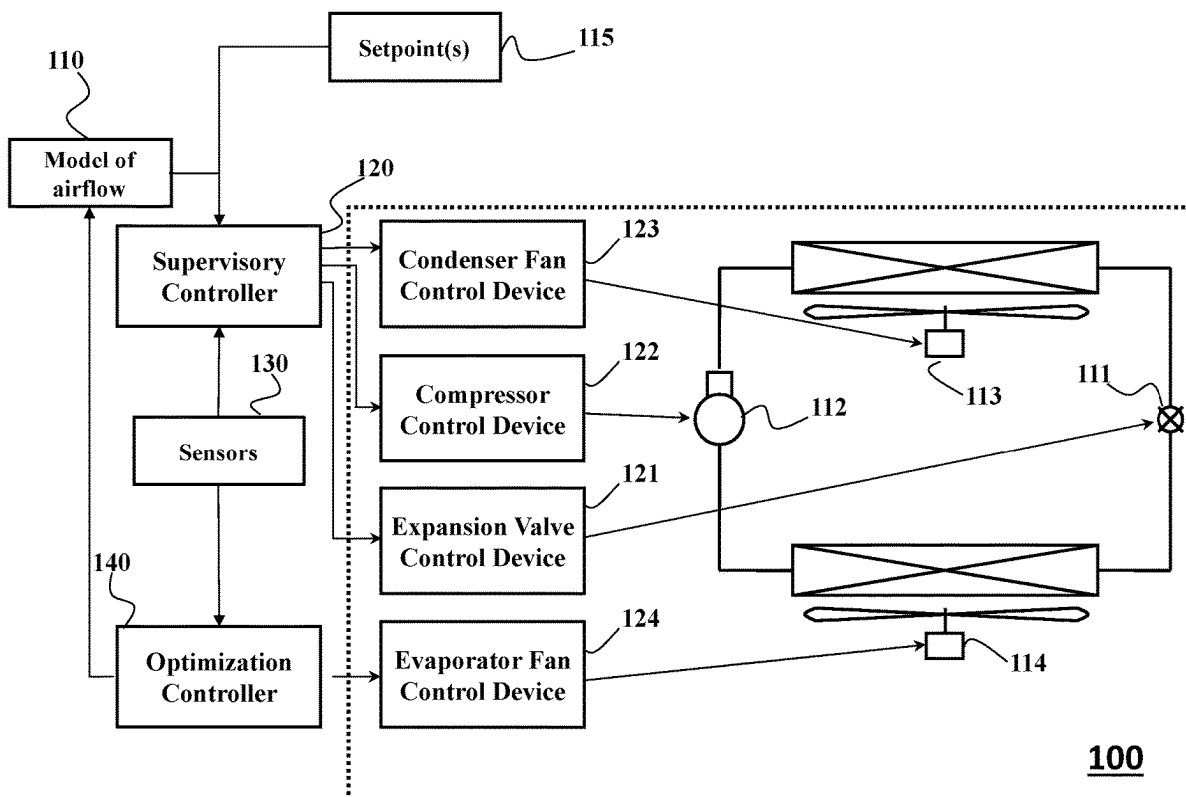 110
Setpoint(s)
115
Model of
airflow
120
Supervisory
Controller
Condenser Fan
Control Device
123
113
130
Sensors
Compressor
Control Device
122
112
111
Expansion Valve
Control Device
121
140
Optimization
Controller
Evaporator Fan
Control Device
124
114
100